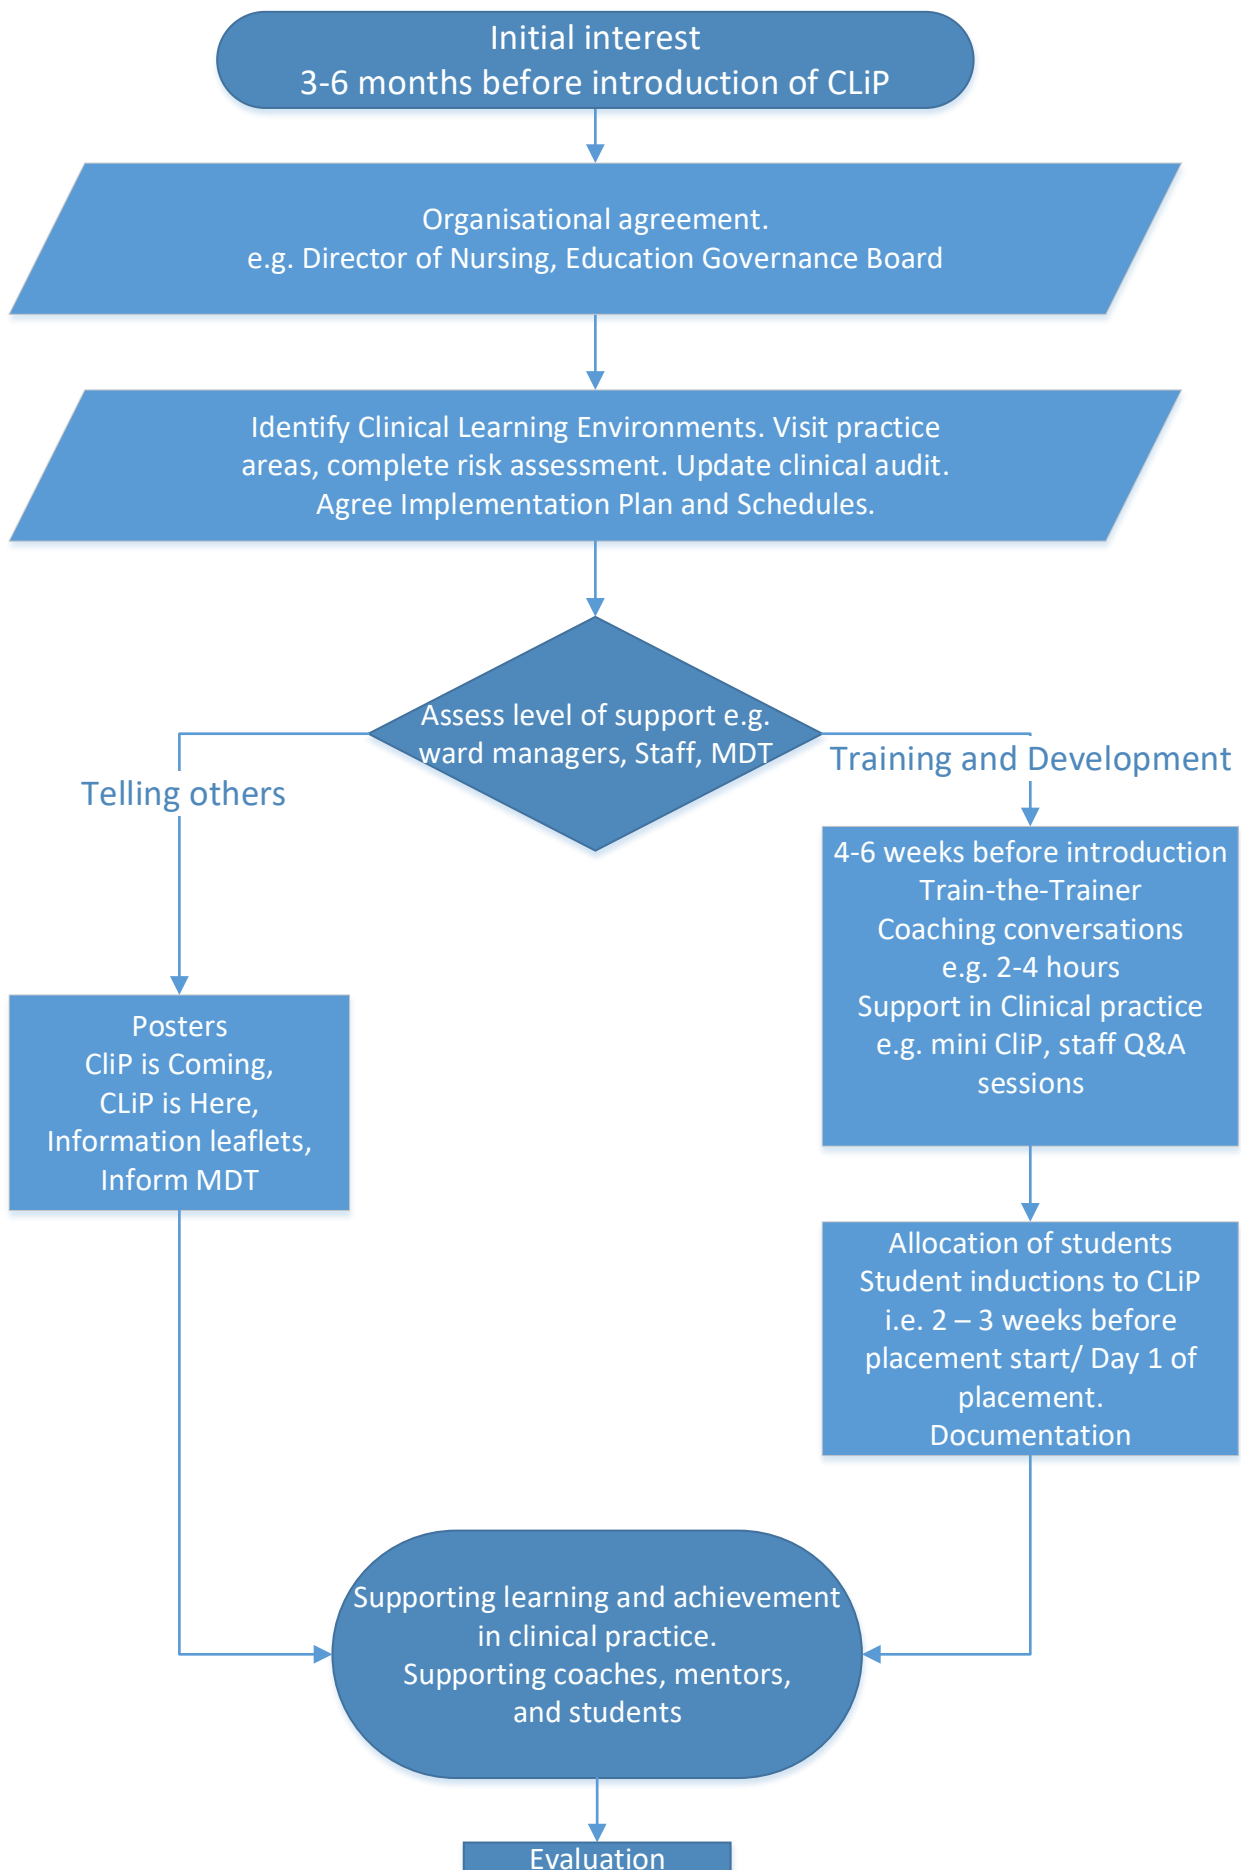 Initial interest
3-6 months before introduction of CLiP
Organisational agreement.
e.g. Director of Nursing, Education Governance Board
Identify Clinical Learning Environments. Visit practice
areas, complete risk assessment. Update clinical audit.
Agree Implementation Plan and Schedules.
Assess level of support e.g.
ward managers, Staff, MDT
Telling others
Training and Development
Posters
CliP is Coming,
CLiP is Here,
Information leaflets,
Inform MDT
4-6 weeks before introduction
Train-the-Trainer
Coaching conversations
e.g. 2-4 hours
Support in Clinical practice
e.g. mini CliP, staff Q&A
sessions
Allocation of students
Student inductions to CLiP
i.e. 2 – 3 weeks before
placement start/ Day 1 of
placement.
Documentation
Supporting learning and achievement
in clinical practice.
Supporting coaches, mentors,
and students
Evaluation